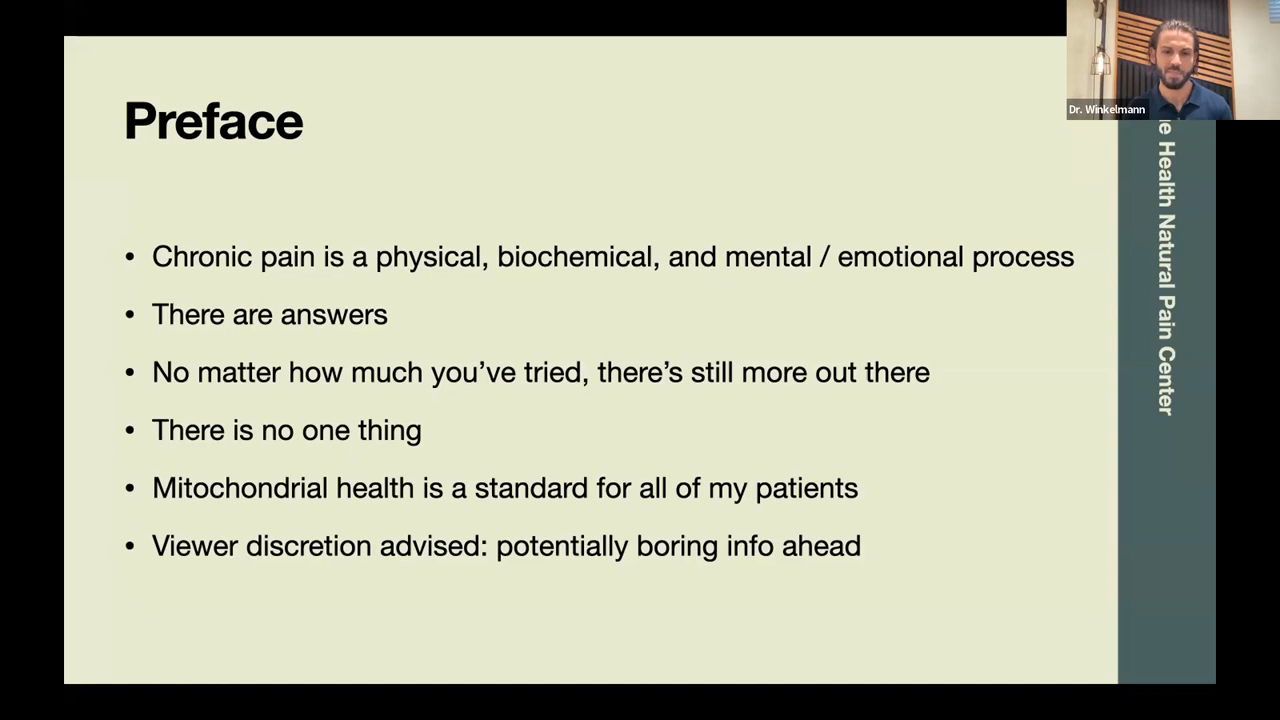 Preface
• Chronic pain is a physical, biochemical, and mental / emotional process
• There are answers
• No matter how much you’ve tried, there’s still more out there
• There is no one thing
• Mitochondrial health is a standard for all of my patients
• Viewer discretion advised: potentially boring info ahead
Dr. Winkelmann
Health Natural Pain Center